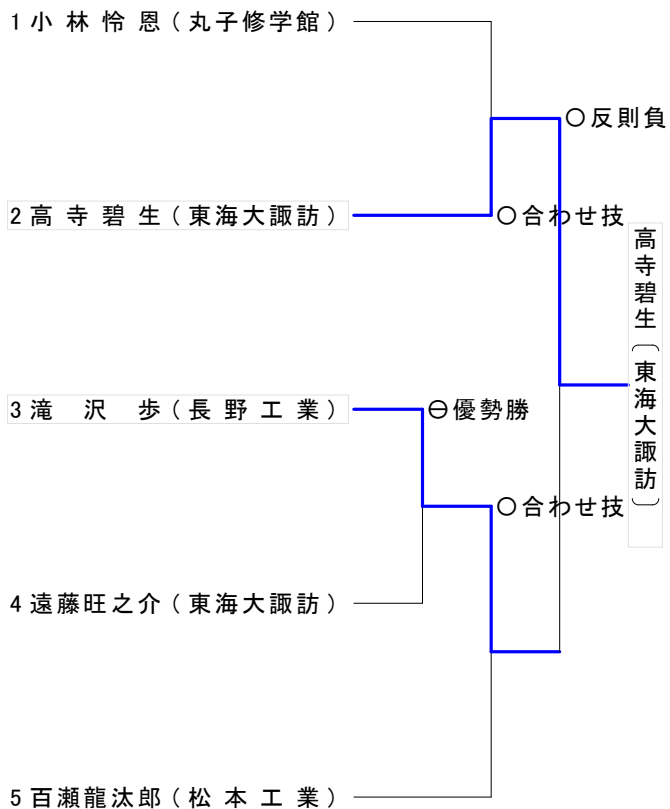 1 小林怜恩（丸子修学館）
○反則負
2 高寺碧生（東海大諏訪）
○合わせ技
高寺碧生（東海大諏訪）
3 滝沢歩（長野工業）
⊖優勢勝
○合わせ技
4 遠藤旺之介（東海大諏訪）
5 百瀬龍汰郎（松本工業）